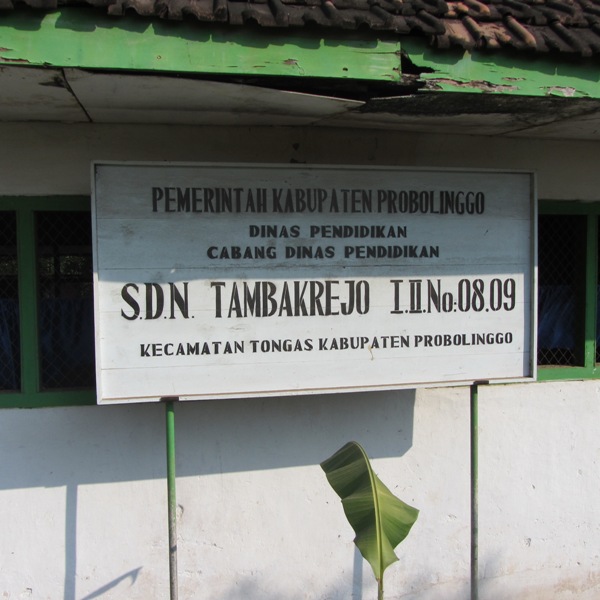 PEMERINTAH KABUPATEN PROBOLINGGO
DINAS PENDIDIKAN
CABANG DINAS PENDIDIKAN
S.D.N. TAMBAKREJO I.II.No:08.09
KECAMATAN TONGAS KABUPATEN PROBOLINGGO